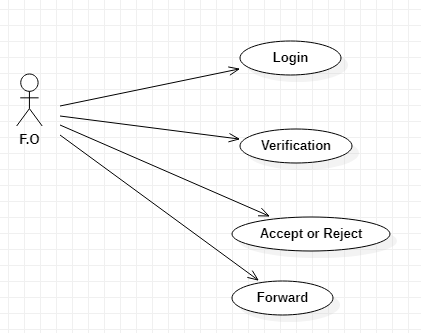 Login
F.O
Verification
Accept or Reject
Forward